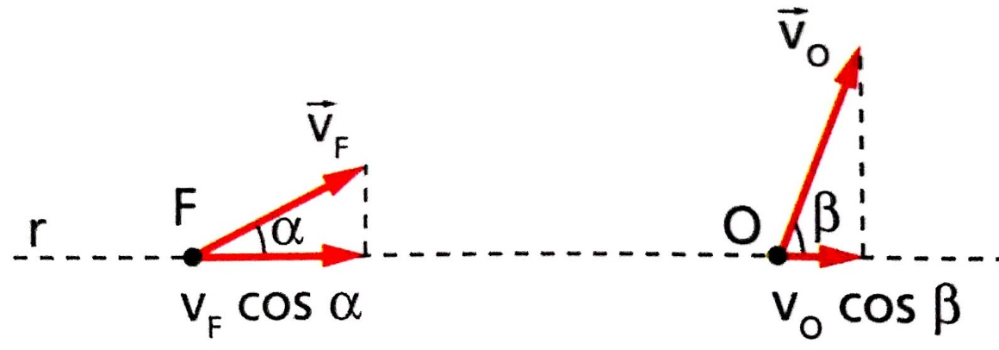 v⃗_O
v⃗_F
F
α
O
β
r
v_F cos α
v_O cos β